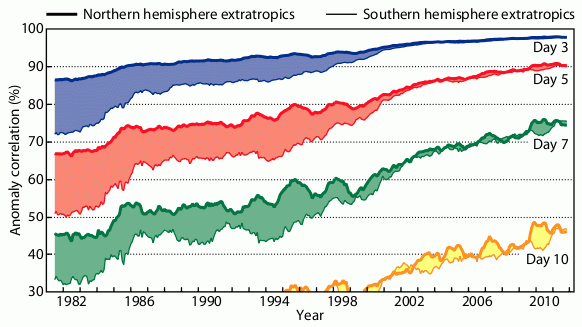 Northern hemisphere extratropics Southern hemisphere extratropics
100
90
80
70
60
50
40
30
Anomaly correlation (%)
Day 3
Day 5
Day 7
Day 10
1982 1986 1990 1994 1998 2002 2006 2010
Year